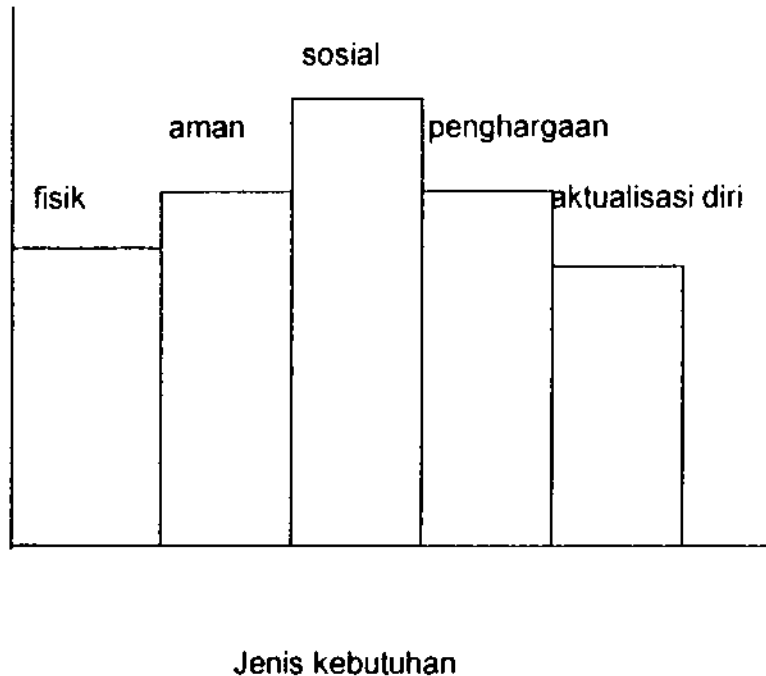 sosial
aman
penghargaan
fisik
aktualisasi diri
Jenis kebutuhan